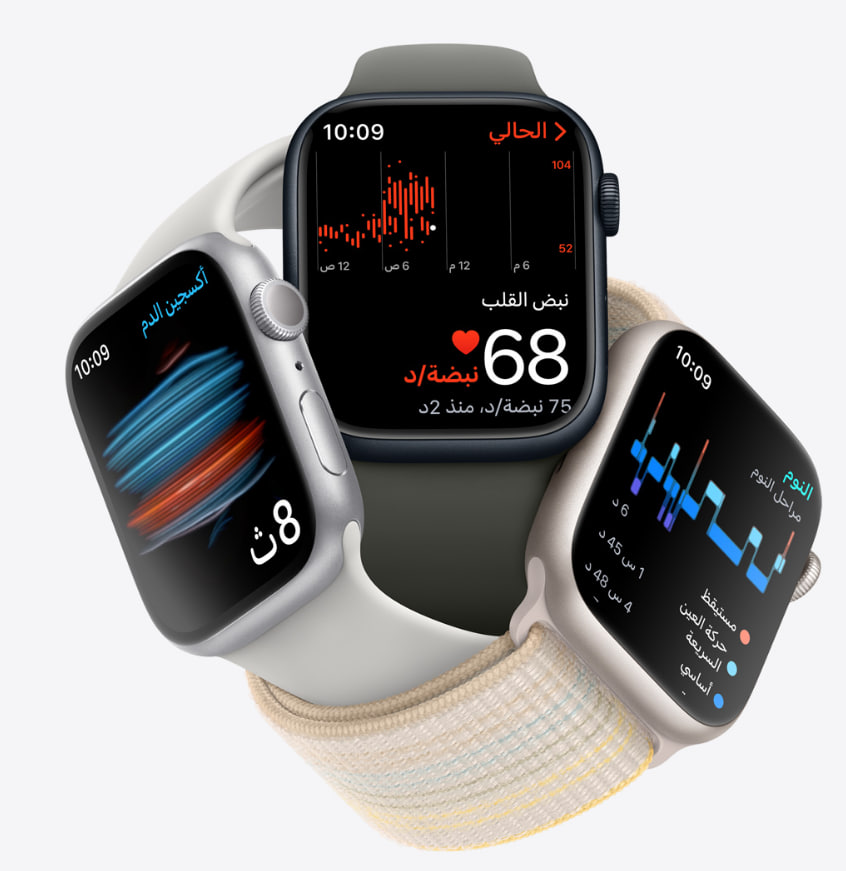 10:09
الحالي
104
52
12 ص
6 ص
12 م
6 م
نبض القلب
68
نبضة/د
75 نبضة/د، منذ 2د
أكسجين الدم
10:09
8ث
10:09
النوم
مراحل النوم
6 د
1 س 45 د
4 س 48 د
مستيقظ
حركة العين
السريعة
أساسي